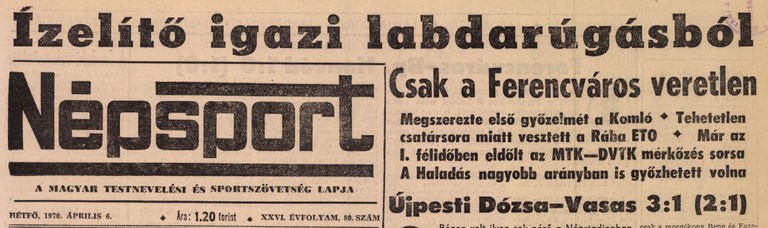 Ízelítő igazi labdarúgásból
Népsport
A MAGYAR TESTNEVELÉSI ÉS SPORTSZÖVETSÉG LAPJA
HÉTFŐ, 1970. ÁPRILIS 6. ◆ Ára: 1.20 forint ◆ XXVI. ÉVFOLYAM, 80. SZÁM
Csak a Ferencváros veretlen
Megszerezte első győzelmét a Komló ◆ Tehetetlen
csatársora miatt vesztett a Rába ETO ◆ Már az
I. félidőben eldőlt az MTK—DVTK mérkőzés sorsa
A Haladás nagyobb arányban is győzhetett volna
Újpesti Dózsa—Vasas 3:1 (2:1)